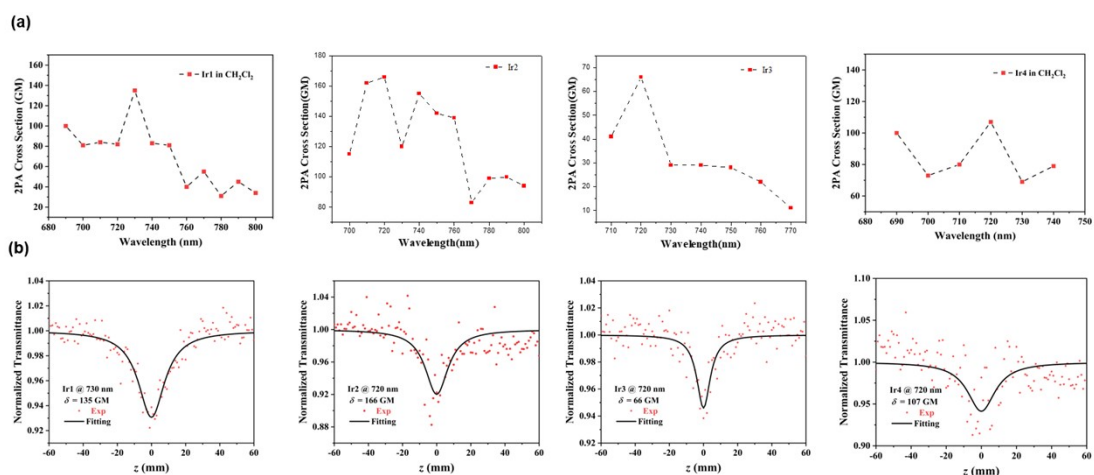 (a)
2PA Cross Section (GM)
160
140
120
100
80
60
40
20
Ir1 in CH₂Cl₂
680 700 720 740 760 780 800
Wavelength (nm)
2PA Cross Section(GM)
180
160
140
120
100
80
Ir2
700 720 740 760 780 800
Wavelength(nm)
2PA Cross Section(GM)
70
60
50
40
30
20
10
Ir3
710 720 730 740 750 760 770
Wavelength(nm)
2PA Cross Section (GM)
140
120
100
80
60
Ir4 in CH₂Cl₂
680 690 700 710 720 730 740 750
Wavelength (nm)
(b)
Normalized Transmittance
1.04
1.02
1.00
0.98
0.96
0.94
0.92
Ir1 @ 730 nm
δ = 135 GM
Exp
Fitting
-60 -40 -20 0 20 40 60
z (mm)
Normalized Transmittance
1.04
1.00
0.96
0.92
0.88
Ir2 @ 720 nm
δ = 166 GM
Exp
Fitting
-60 -40 -20 0 20 40 60
z (mm)
Normalized Transmittance
1.04
1.02
1.00
0.98
0.96
0.94
0.92
Ir3 @ 720 nm
δ = 66 GM
Exp
Fitting
-60 -40 -20 0 20 40 60
z (mm)
Normalized Transmittance
1.10
1.05
1.00
0.95
0.90
Ir4 @ 720 nm
δ = 107 GM
Exp
Fitting
-60 -40 -20 0 20 40 60
z (mm)